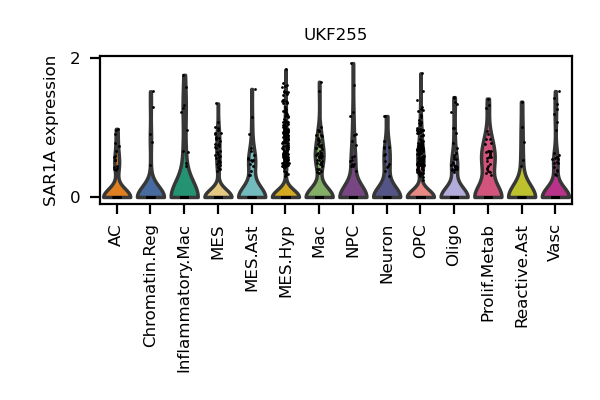 UKF255
SAR1A expression
2
0
AC
Chromatin.Reg
Inflammatory.Mac
MES
MES.Ast
MES.Hyp
Mac
NPC
Neuron
OPC
Oligo
Prolif.Metab
Reactive.Ast
Vasc